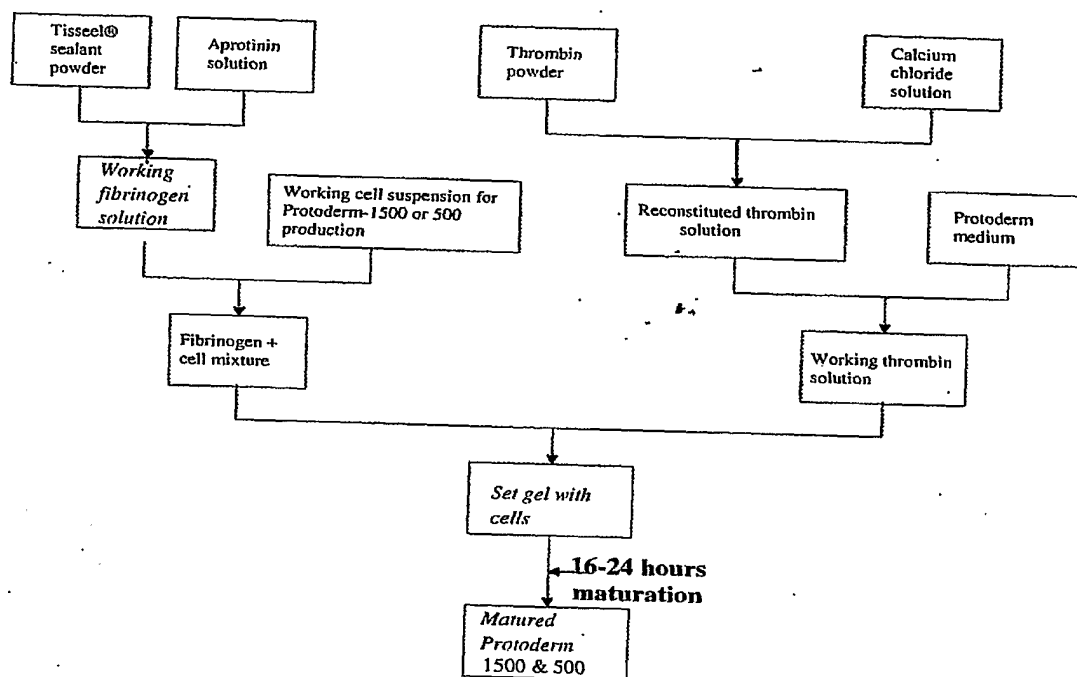 Tisseel®
sealant
powder
Aprotinin
solution
Thrombin
powder
Calcium
chloride
solution
Working
fibrinogen
solution
Working cell suspension for
Protoderm-1500 or 500
production
Reconstituted thrombin
solution
Protoderm
medium
Fibrinogen +
cell mixture
Working thrombin
solution
Set gel with
cells
16-24 hours
maturation
Matured
Protoderm
1500 & 500